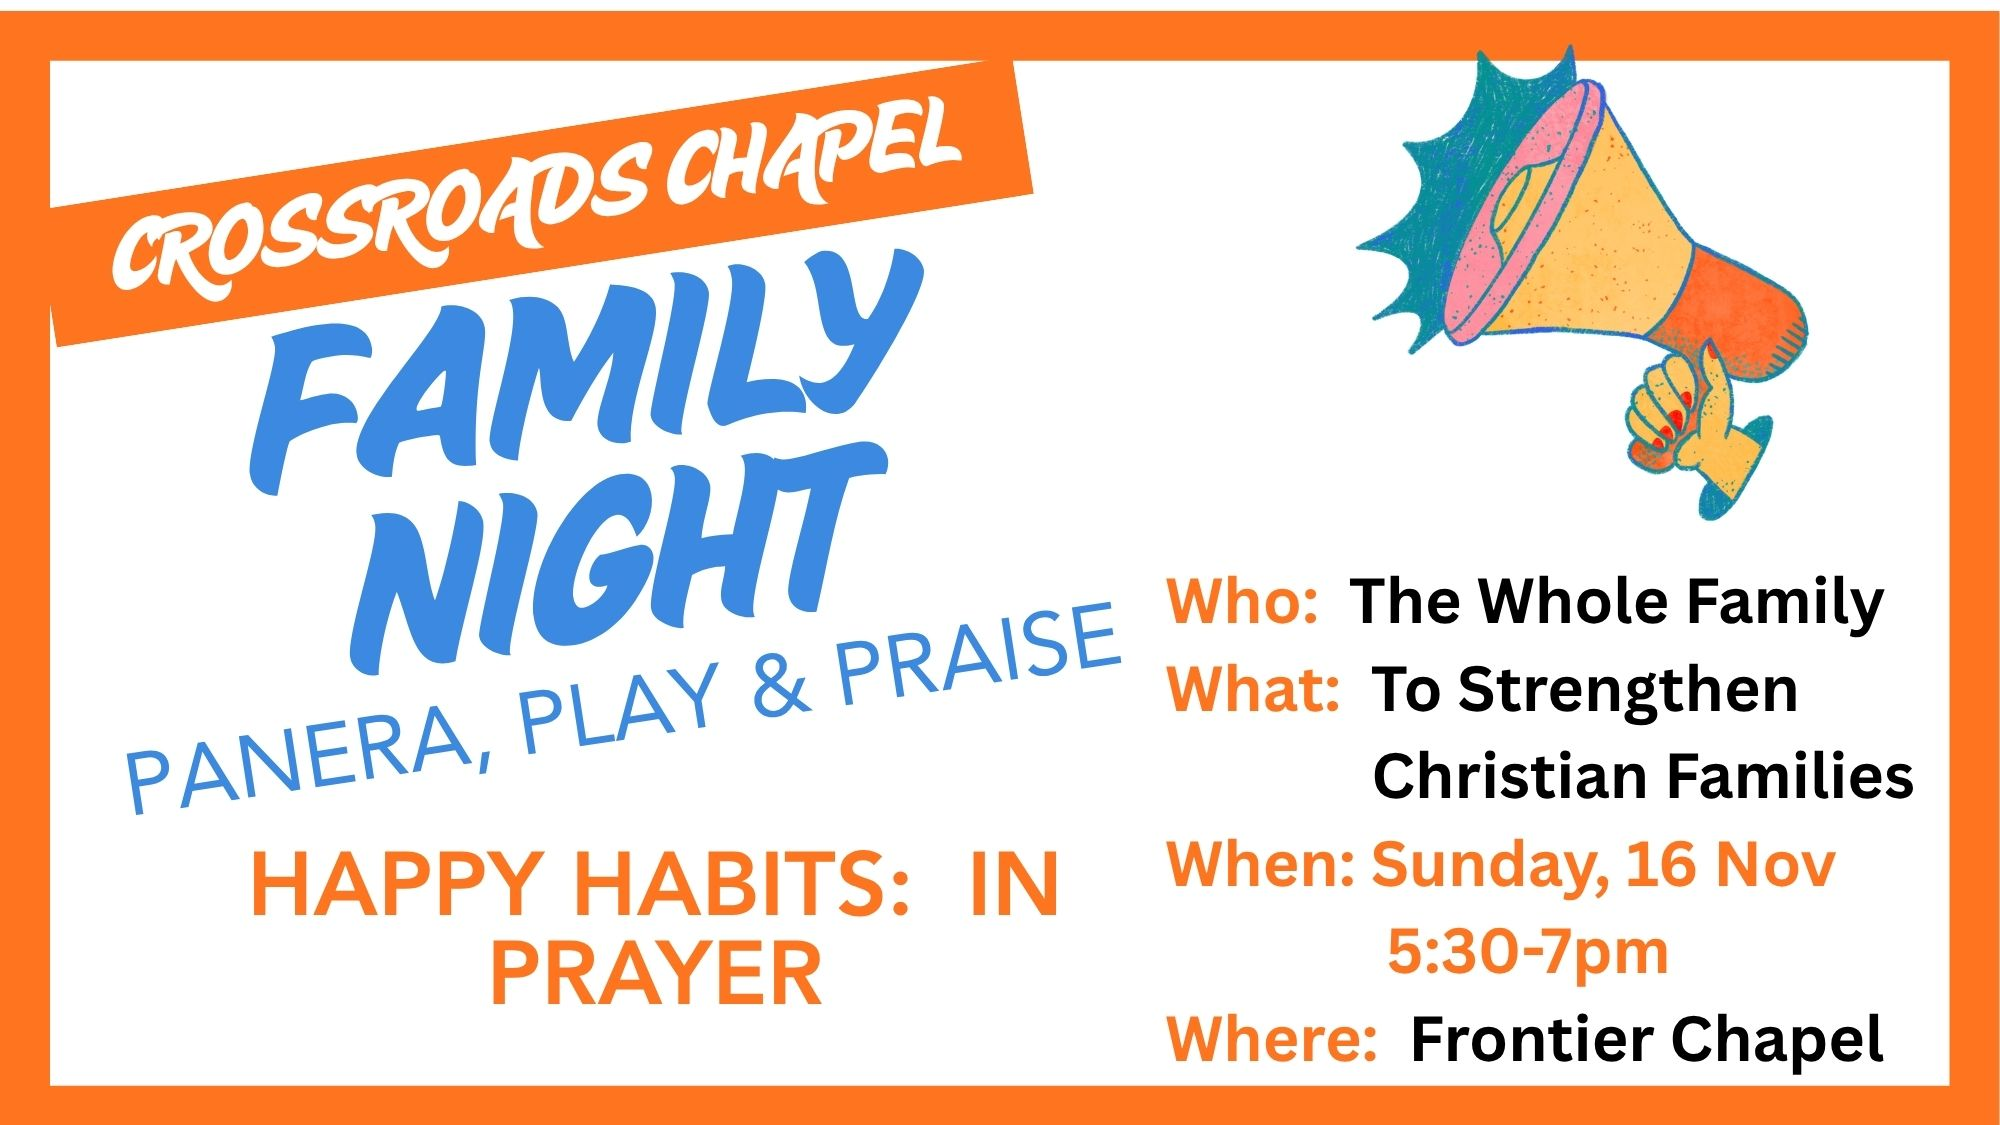 CROSSROADS CHAPEL
FAMILY
NIGHT
PANERA, PLAY & PRAISE
HAPPY HABITS: IN
PRAYER
Who: The Whole Family
What: To Strengthen
Christian Families
When: Sunday, 16 Nov
5:30-7pm
Where: Frontier Chapel